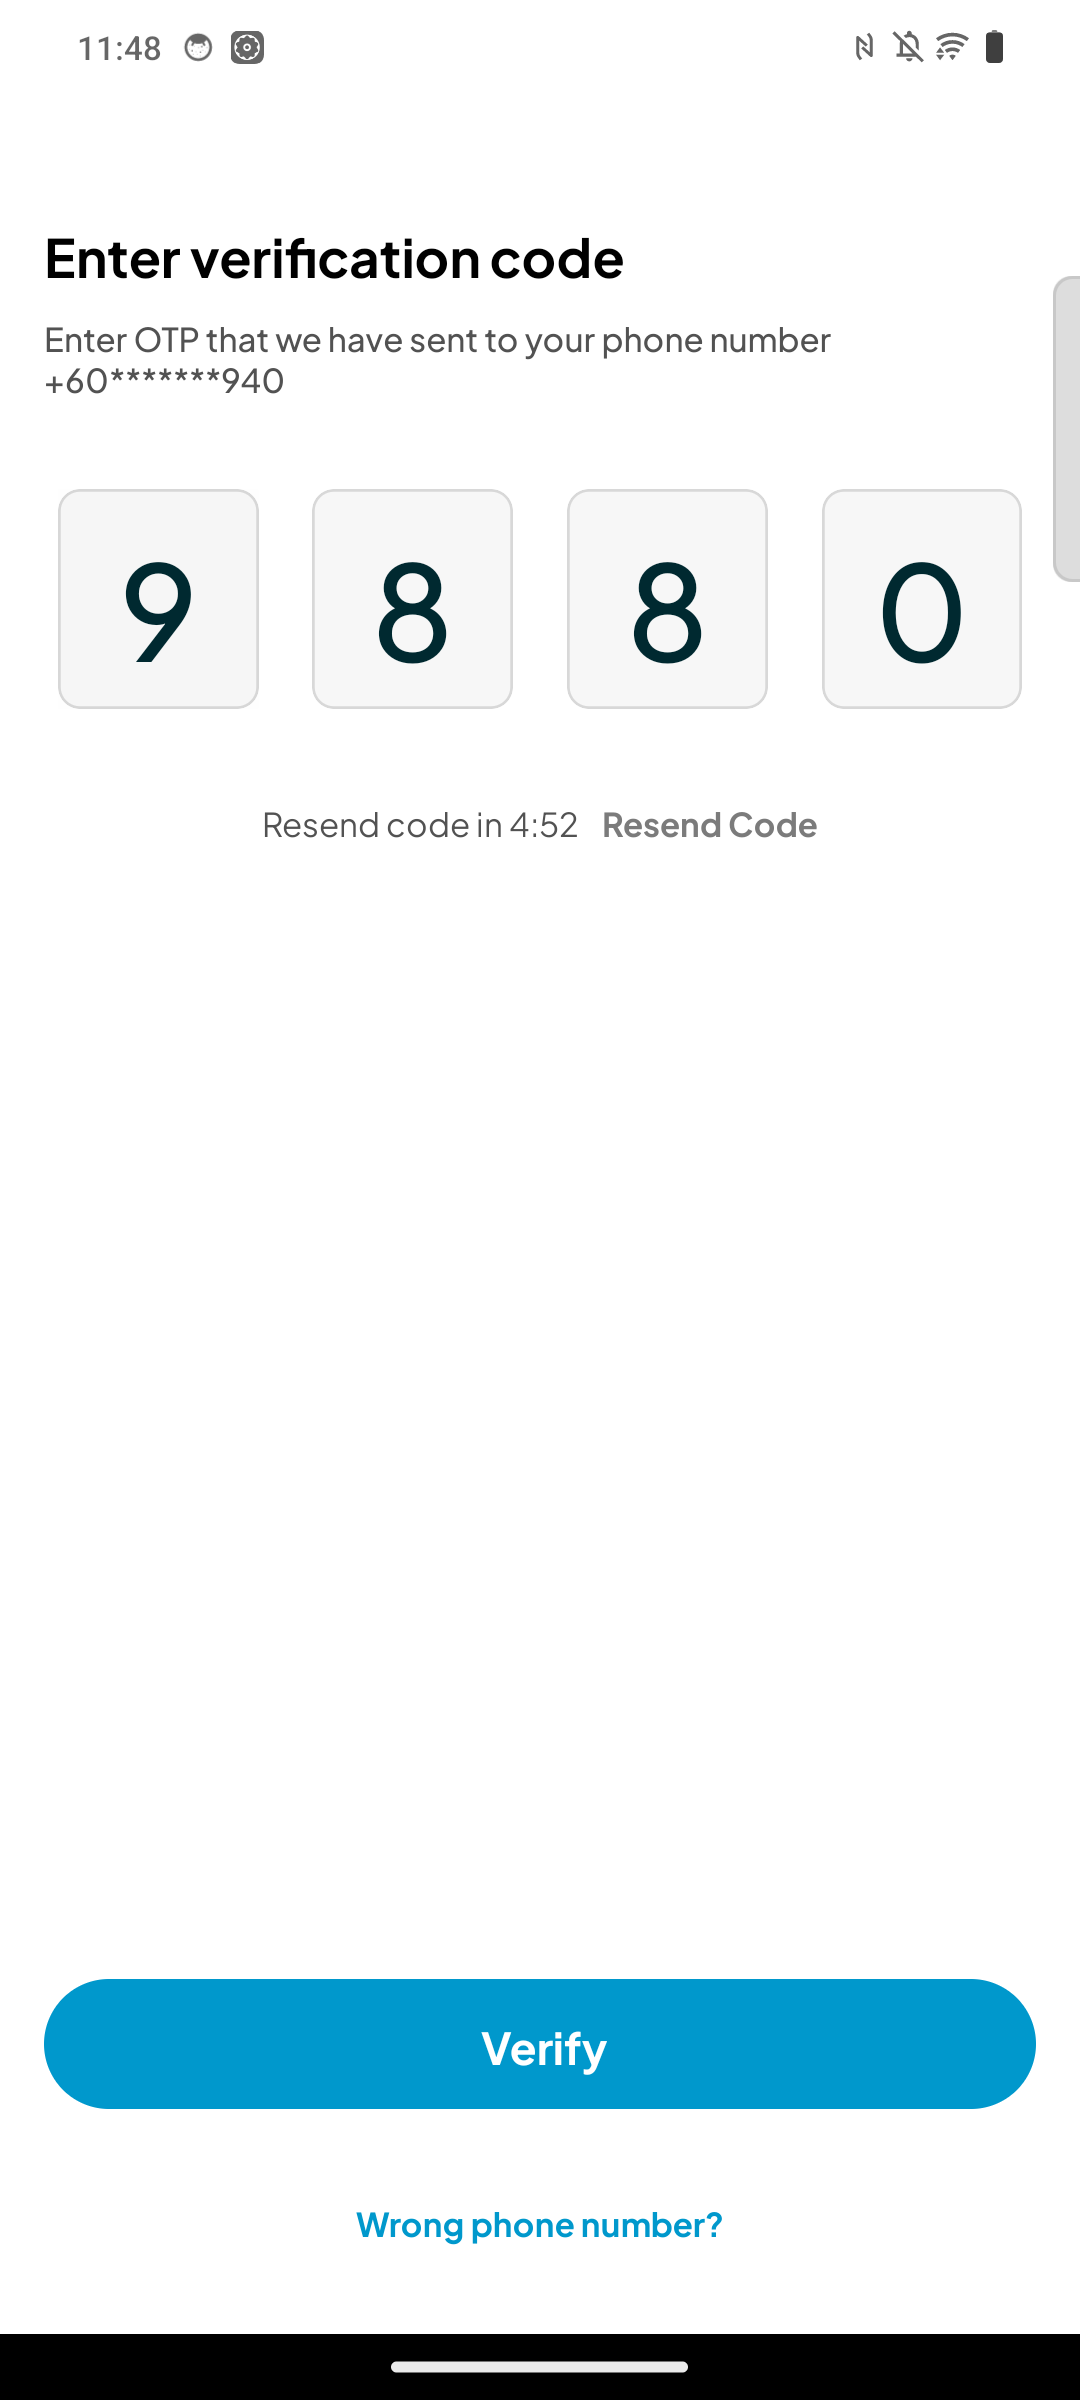 11:48
Enter verification code
Enter OTP that we have sent to your phone number
+60*******940
9 8 8 0
Resend code in 4:52 Resend Code
Verify
Wrong phone number?